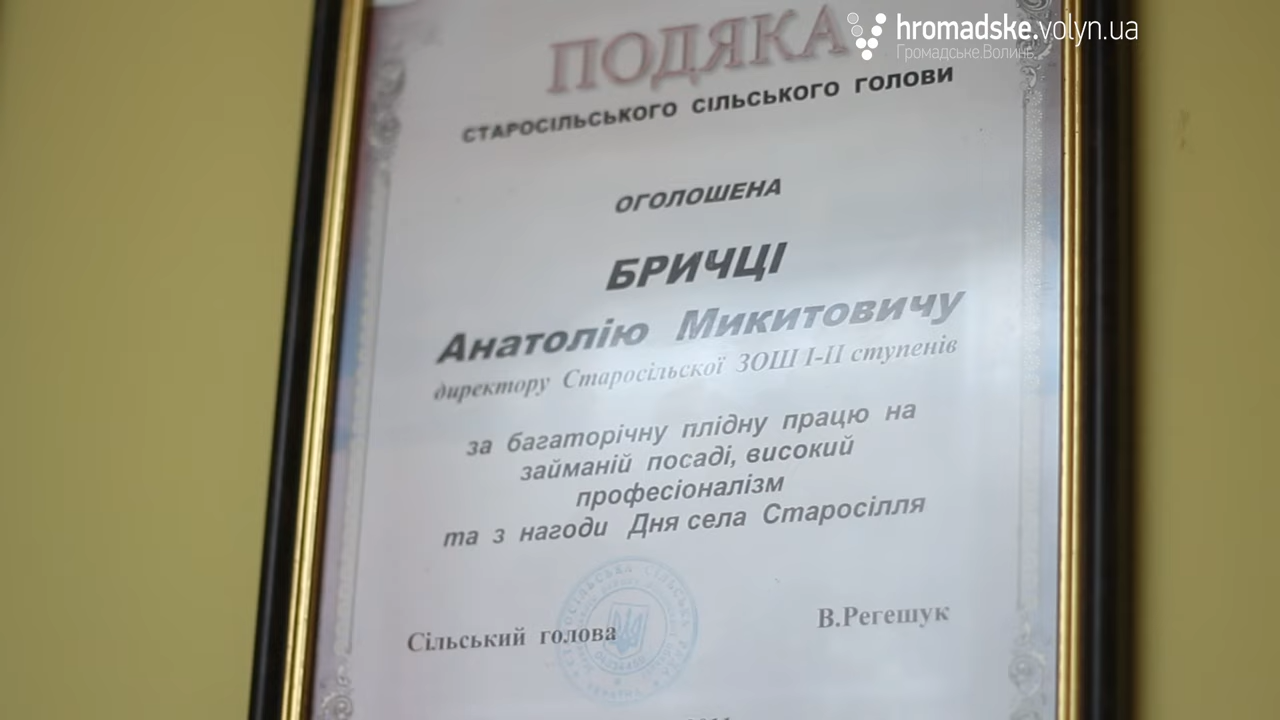 hromadske.volyn.ua
Громадське.Волинь
ПОДЯКА
СТАРОСІЛЬСЬКОГО СІЛЬСЬКОГО ГОЛОВИ
ОГОЛОШЕНА
БРИЧЦІ
Анатолію Микитовичу
директору Старосільскої ЗОШ І-ІІ ступенів
за багаторічну плідну працю на
займаній посаді, високий
професіоналізм
та з нагоди Дня села Старосілля
Сільський голова
В.Регешук